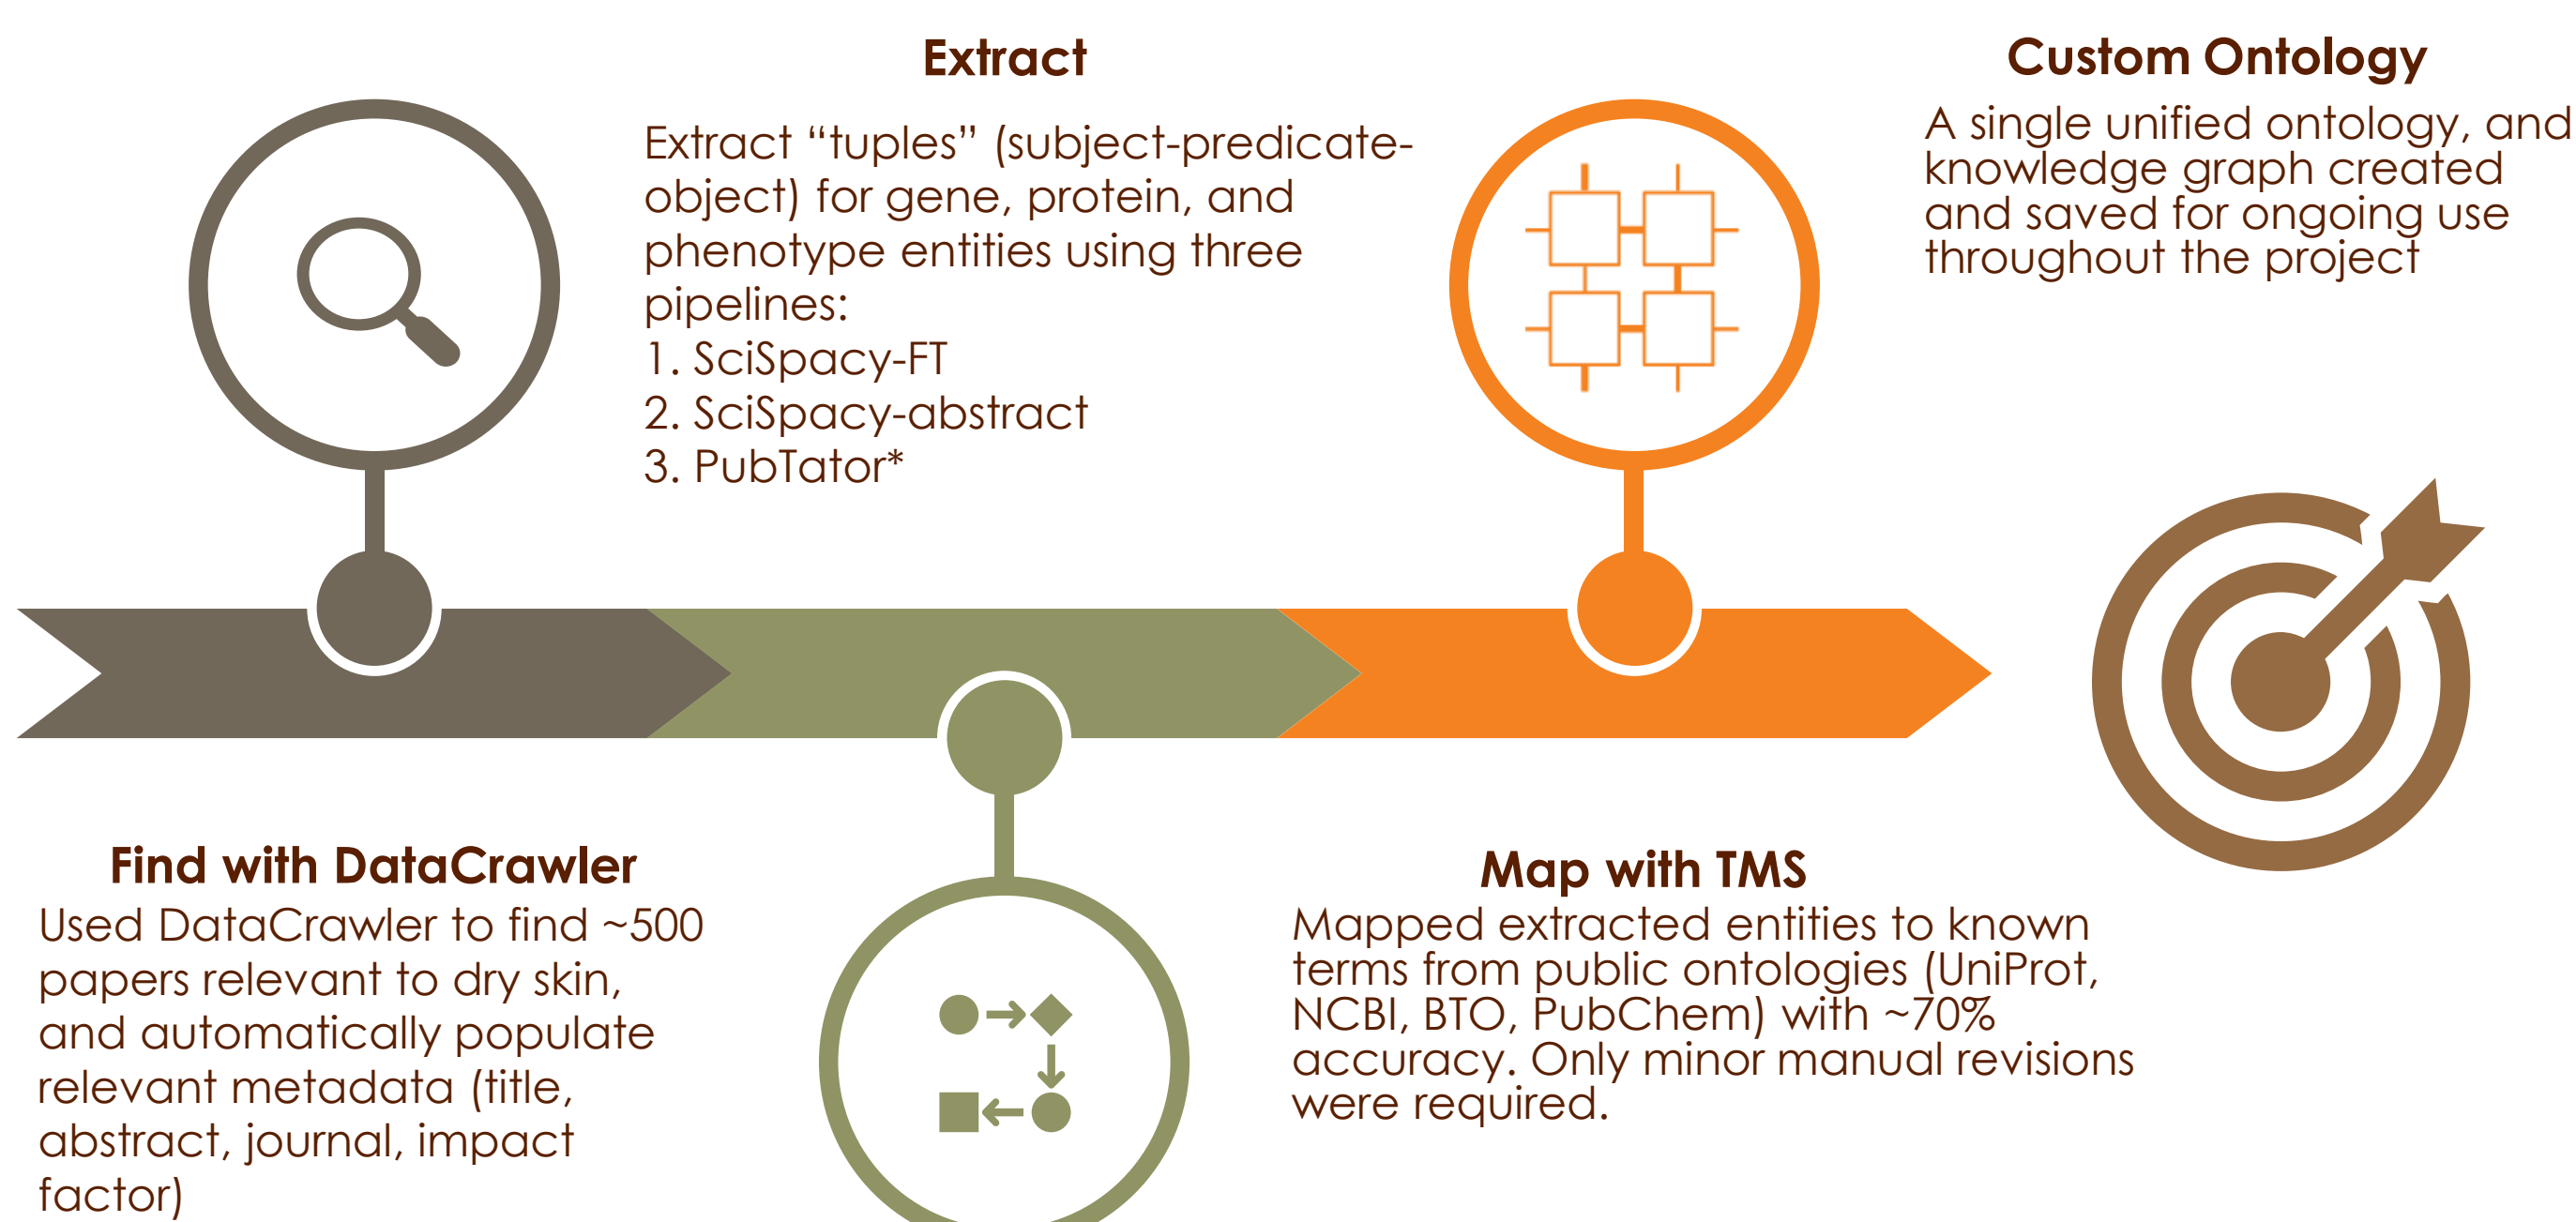 Find with DataCrawler
Used DataCrawler to find ~500
papers relevant to dry skin,
and automatically populate
relevant metadata (title,
abstract, journal, impact
factor)
Extract
Extract “tuples” (subject-predicate-
object) for gene, protein, and
phenotype entities using three
pipelines:
1. SciSpacy-FT
2. SciSpacy-abstract
3. PubTator*
Map with TMS
Mapped extracted entities to known
terms from public ontologies (UniProt,
NCBI, BTO, PubChem) with ~70%
accuracy. Only minor manual revisions
were required.
Custom Ontology
A single unified ontology, and
knowledge graph created
and saved for ongoing use
throughout the project